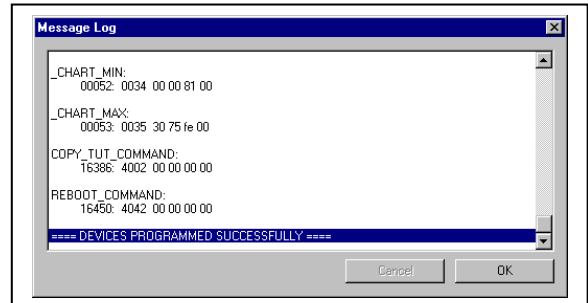 Message Log
_CHART_MIN:
00052: 0034 00 00 81 00
_CHART_MAX:
00053: 0035 30 75 fe 00
COPY_TUT_COMMAND:
16386: 4002 00 00 00 00
REBOOT_COMMAND:
16450: 4042 00 00 00 00
==== DEVICES PROGRAMMED SUCCESSFULLY ====
Cancel OK